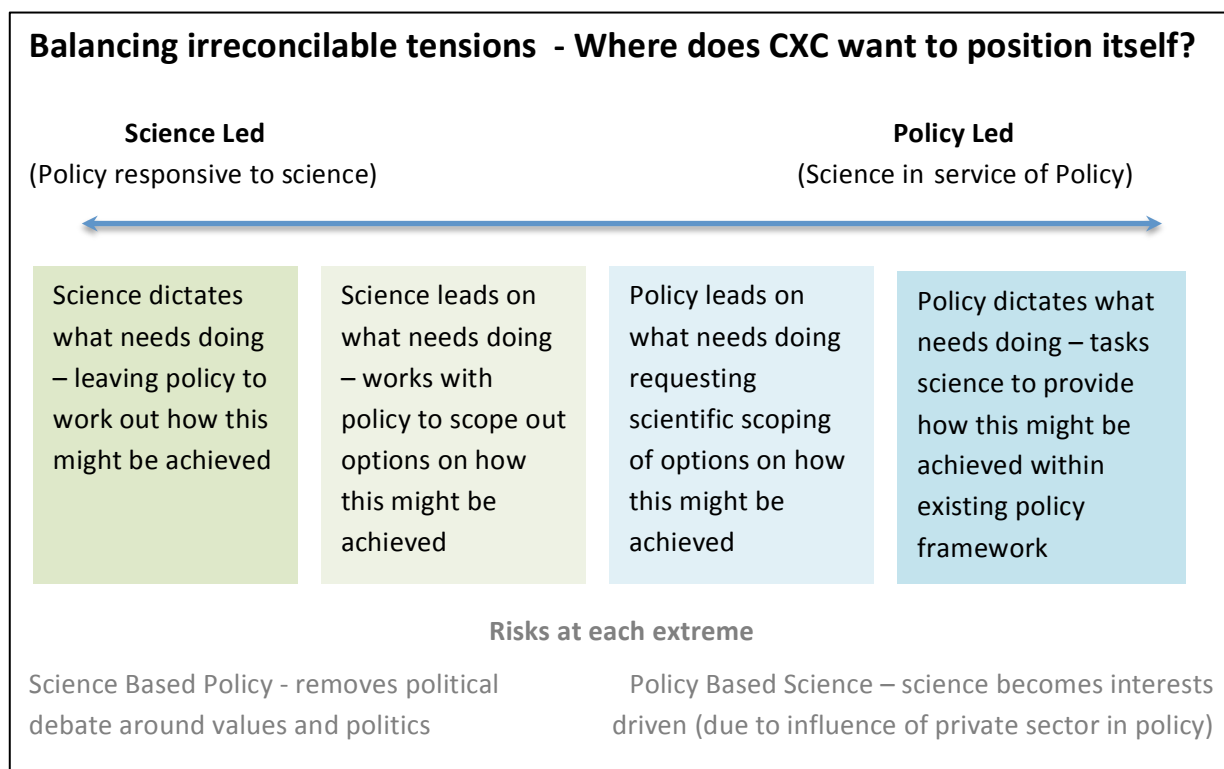 Balancing irreconcilable tensions - Where does CXC want to position itself?
Science Led
(Policy responsive to science)
Policy Led
(Science in service of Policy)
Science dictates
what needs doing
– leaving policy to
work out how this
might be achieved
Science leads on
what needs doing
– works with
policy to scope out
options on how
this might be
achieved
Policy leads on
what needs doing
requesting
scientific scoping
of options on how
this might be
achieved
Policy dictates what
needs doing – tasks
science to provide
how this might be
achieved within
existing policy
framework
Risks at each extreme
Science Based Policy - removes political
debate around values and politics
Policy Based Science – science becomes interests
driven (due to influence of private sector in policy)